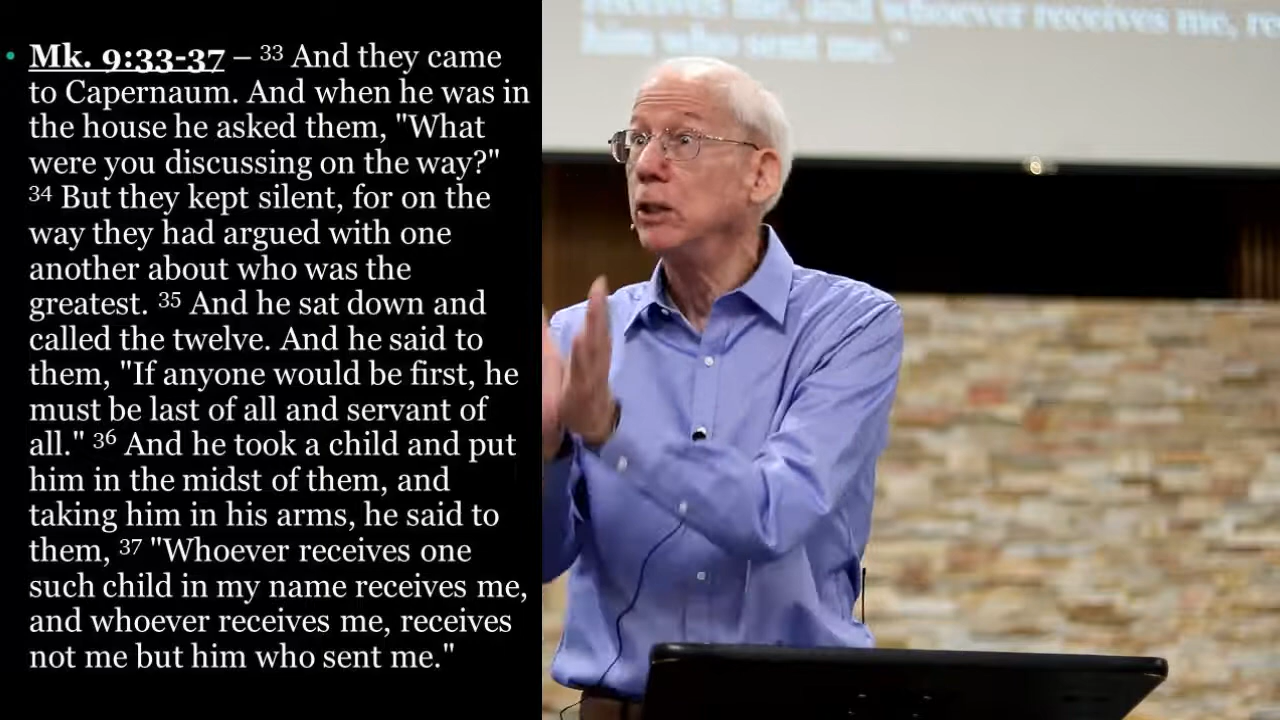 • Mk. 9:33-37 – 33 And they came
to Capernaum. And when he was in
the house he asked them, "What
were you discussing on the way?"
34 But they kept silent, for on the
way they had argued with one
another about who was the
greatest. 35 And he sat down and
called the twelve. And he said to
them, "If anyone would be first, he
must be last of all and servant of
all." 36 And he took a child and put
him in the midst of them, and
taking him in his arms, he said to
them, 37 "Whoever receives one
such child in my name receives me,
and whoever receives me, receives
not me but him who sent me."
receives me, and whoever receives me, re
him who sent me."